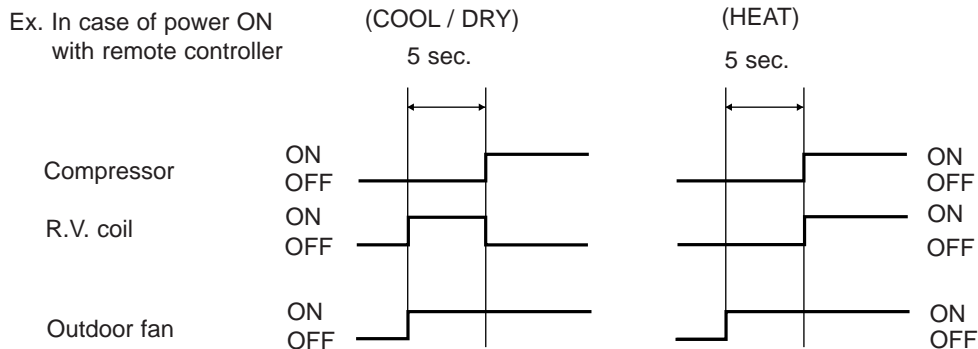 Ex. In case of power ON
with remote controller
(COOL / DRY)
(HEAT)
5 sec.
5 sec.
Compressor
ON
OFF
ON
OFF
R.V. coil
ON
OFF
ON
OFF
Outdoor fan
ON
OFF
ON
OFF